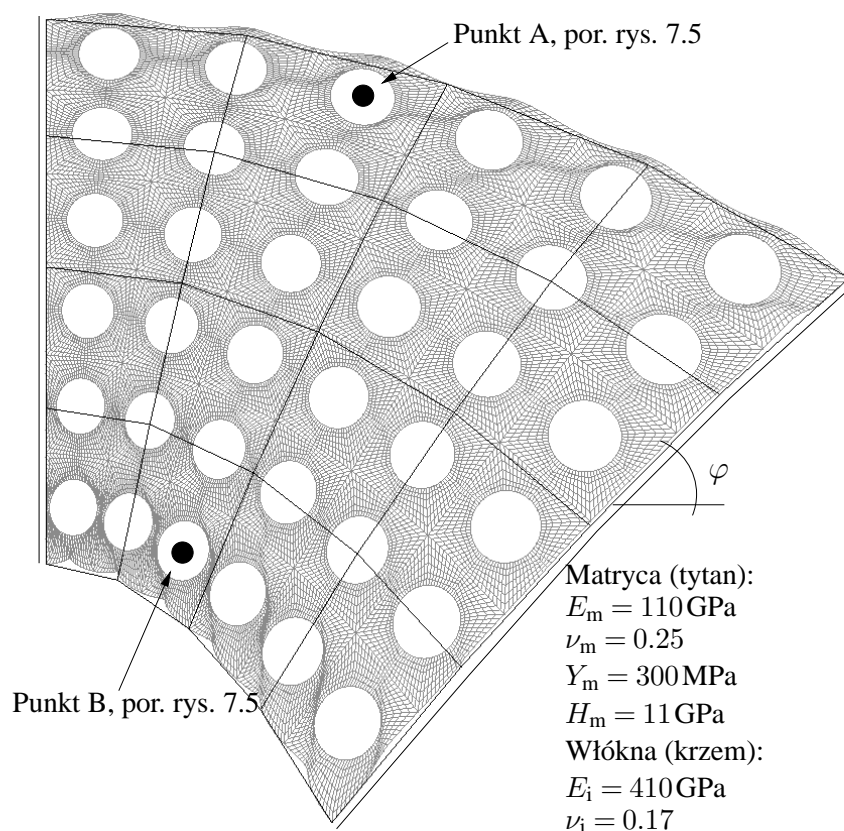 Punkt A, por. rys. 7.5
φ
Matryca (tytan):
E_m = 110 GPa
ν_m = 0.25
Y_m = 300 MPa
H_m = 11 GPa
Punkt B, por. rys. 7.5
Włókna (krzem):
E_i = 410 GPa
ν_i = 0.17